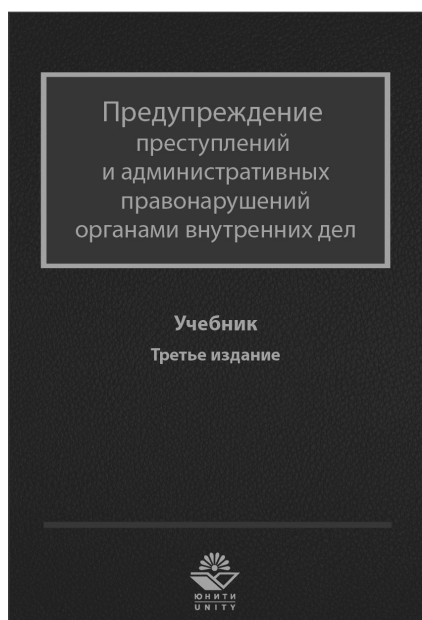 Предупреждение
преступлений
и административных
правонарушений
органами внутренних дел
Учебник
Третье издание
ЮНИТИ
UNITY